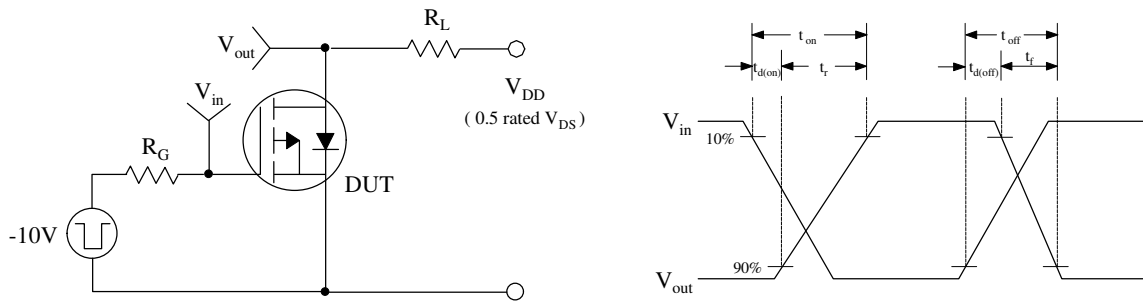 R_L
V_out
V_DD
( 0.5 rated V_DS )
V_in
R_G
DUT
-10V
t_on
t_off
t_d(on)
t_r
t_d(off)
t_f
V_in
10%
90%
V_out